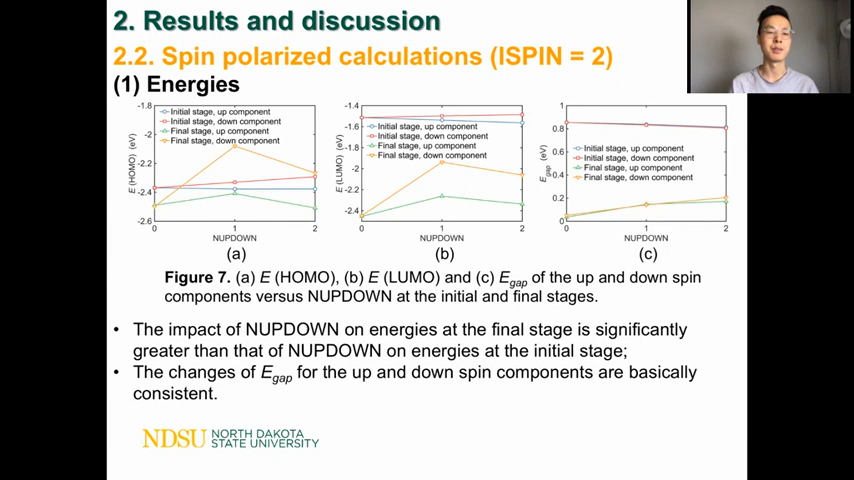 2. Results and discussion
2.2. Spin polarized calculations (ISPIN = 2)
(1) Energies
-1.8
-2
-2.2
-2.4
-2.6
E (HOMO) (eV)
Initial stage, up component
Initial stage, down component
Final stage, up component
Final stage, down component
0 1 2
NUPDOWN
(a)
-1.4
-1.6
-1.8
-2
-2.2
-2.4
E (LUMO) (eV)
Initial stage, up component
Initial stage, down component
Final stage, up component
Final stage, down component
0 1 2
NUPDOWN
(b)
1
0.8
0.6
0.4
0.2
0
Egap (eV)
Initial stage, up component
Initial stage, down component
Final stage, up component
Final stage, down component
0 1 2
NUPDOWN
(c)
Figure 7. (a) E (HOMO), (b) E (LUMO) and (c) Egap of the up and down spin
components versus NUPDOWN at the initial and final stages.
• The impact of NUPDOWN on energies at the final stage is significantly
greater than that of NUPDOWN on energies at the initial stage;
• The changes of Egap for the up and down spin components are basically
consistent.
NDSU NORTH DAKOTA
STATE UNIVERSITY